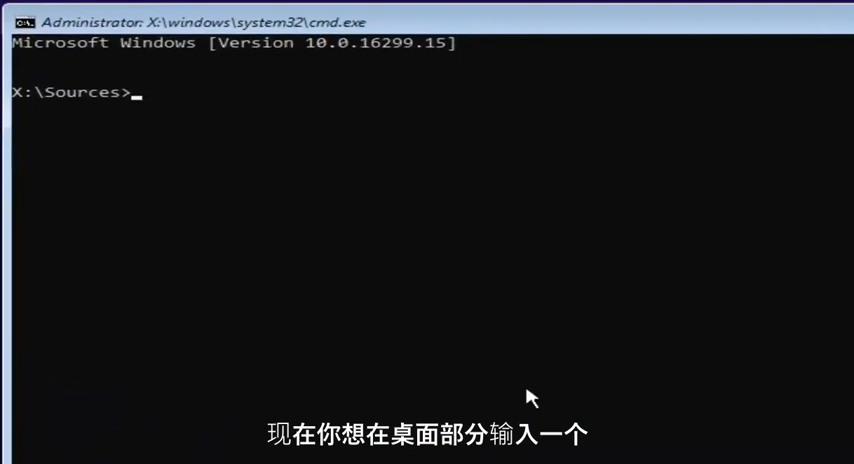 Administrator: X:\windows\system32\cmd.exe
Microsoft Windows [Version 10.0.16299.15]
X:\Sources>
现在你想在桌面部分输入一个